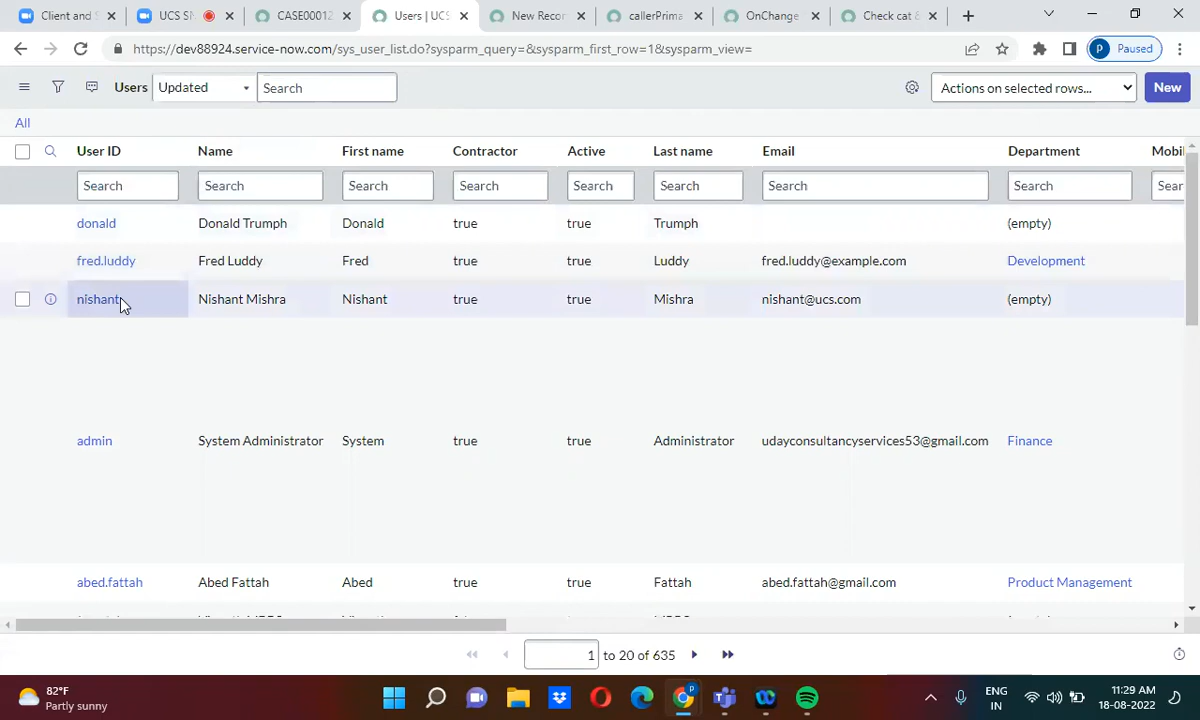 Client and S
UCS SN
CASE00012
Users | UCS
New Recor
callerPrima
OnChange
Check cat &
https://dev88924.service-now.com/sys_user_list.do?sysparm_query=&sysparm_first_row=1&sysparm_view=
P Paused
Users Updated Search Actions on selected rows... New
All
User ID Name First name Contractor Active Last name Email Department Mobi
Search Search Search Search Search Search Search Search Sear
donald Donald Trumph Donald true true Trumph (empty)
fred.luddy Fred Luddy Fred true true Luddy fred.luddy@example.com Development
nishant Nishant Mishra Nishant true true Mishra nishant@ucs.com (empty)
admin System Administrator System true true Administrator udayconsultancyservices53@gmail.com Finance
abed.fattah Abed Fattah Abed true true Fattah abed.fattah@gmail.com Product Management
1 to 20 of 635
82°F
Partly sunny
ENG
IN
11:29 AM
18-08-2022